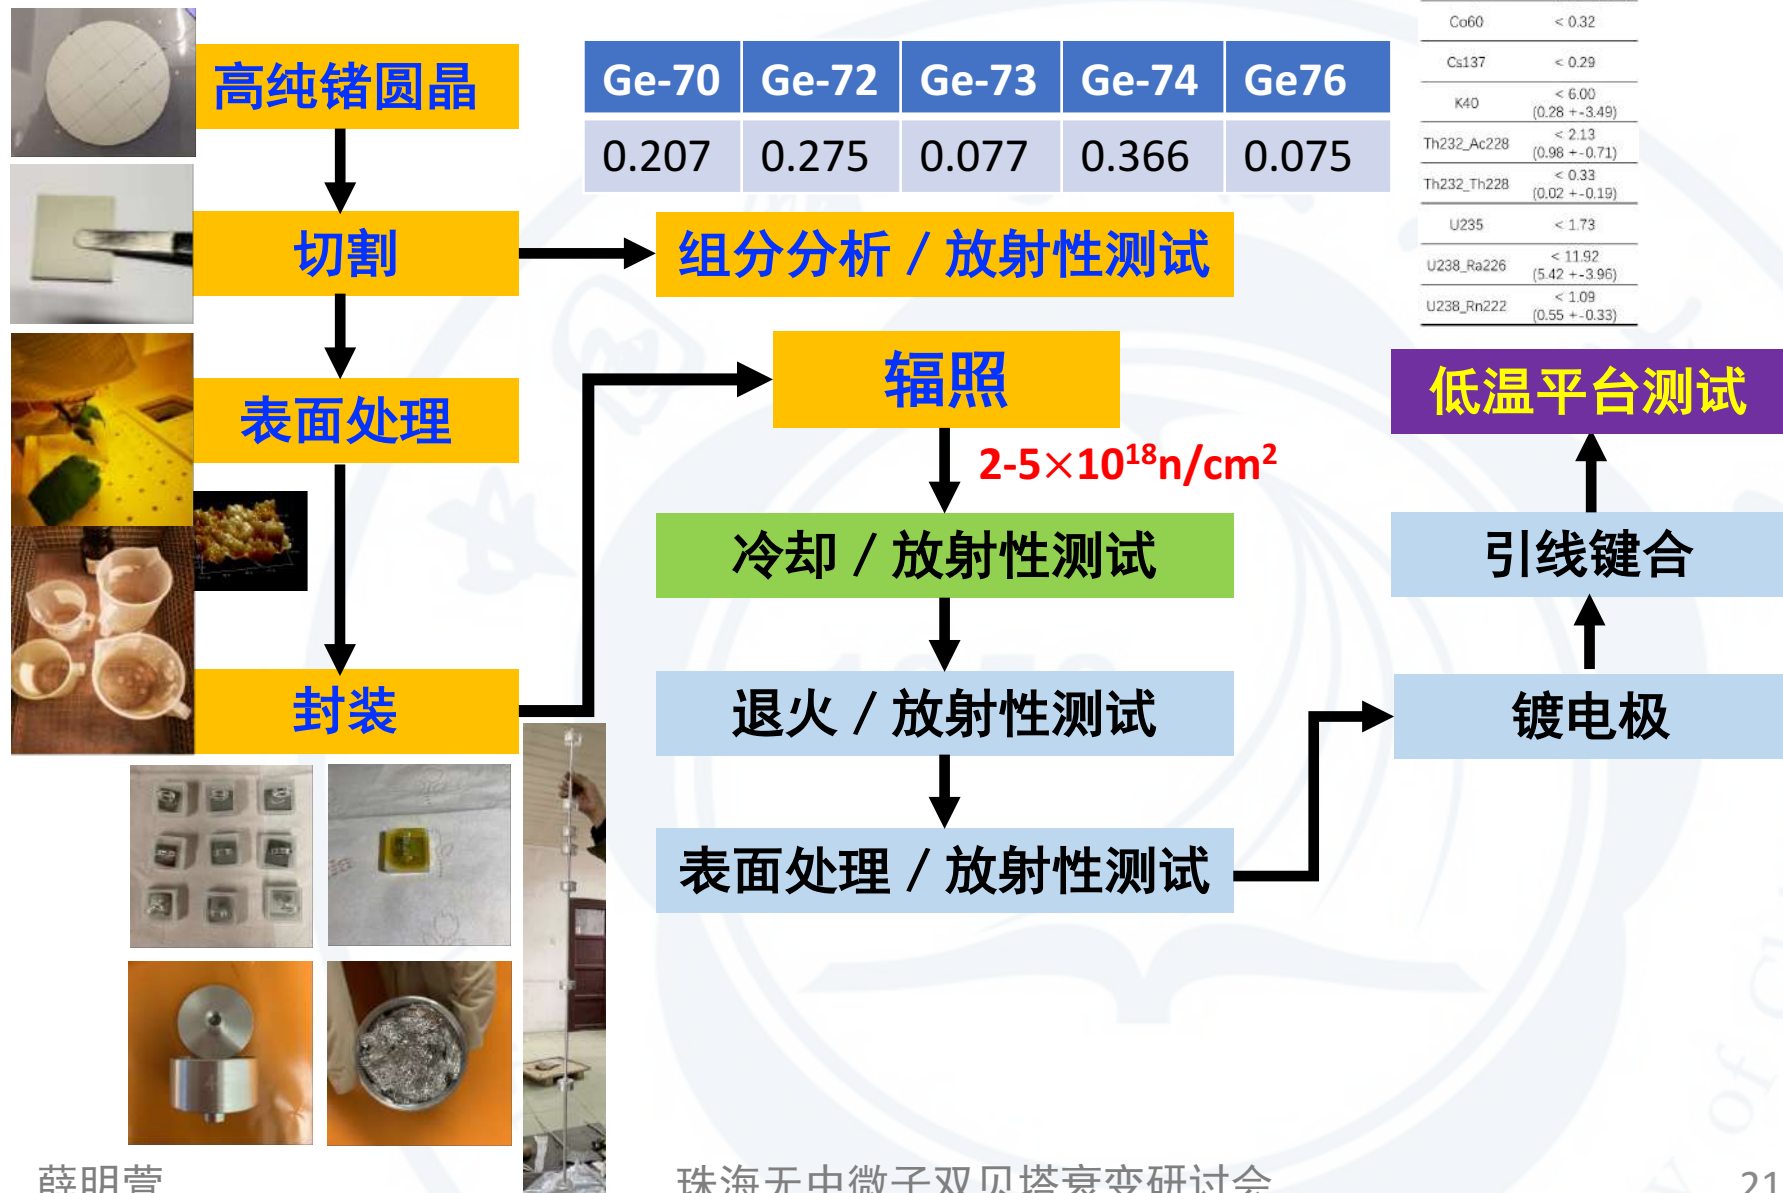 高纯锗圆晶
Ge-70 Ge-72 Ge-73 Ge-74 Ge76
0.207 0.275 0.077 0.366 0.075
Co60 < 0.32
Cs137 < 0.29
K40 < 6.00
(0.28 +-3.49)
Th232_Ac228 < 2.13
(0.98 +-0.71)
Th232_Th228 < 0.33
(0.02 +-0.19)
U235 < 1.73
U238_Ra226 < 11.92
(5.42 +-3.96)
U238_Rn222 < 1.09
(0.55 +-0.33)
切割
组分分析 / 放射性测试
表面处理
封装
辐照
2-5×10¹⁸n/cm²
冷却 / 放射性测试
退火 / 放射性测试
表面处理 / 放射性测试
镀电极
引线键合
低温平台测试
薛明萱
珠海无中微子双贝塔衰变研讨会
21